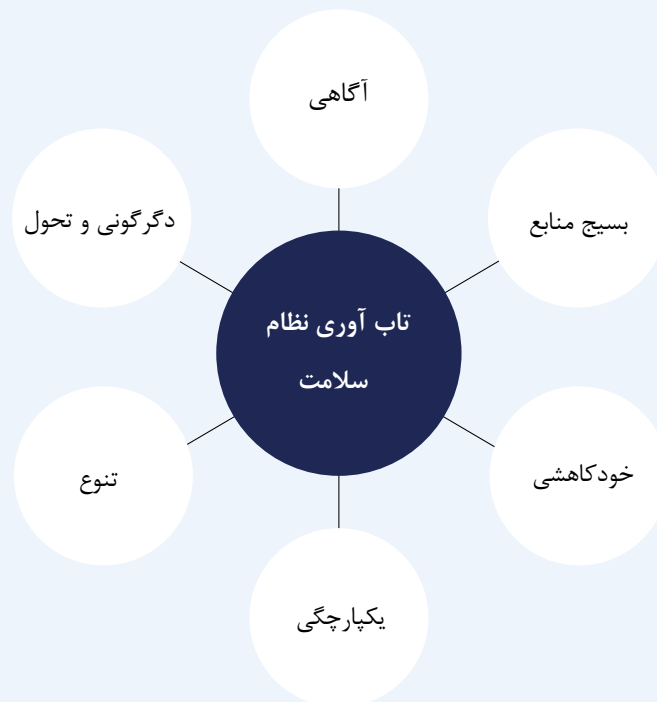 آگاهی
بسیج منابع
دگرگونی و تحول
تاب آوری نظام
سلامت
خودکاهشی
تنوع
یکپارچگی